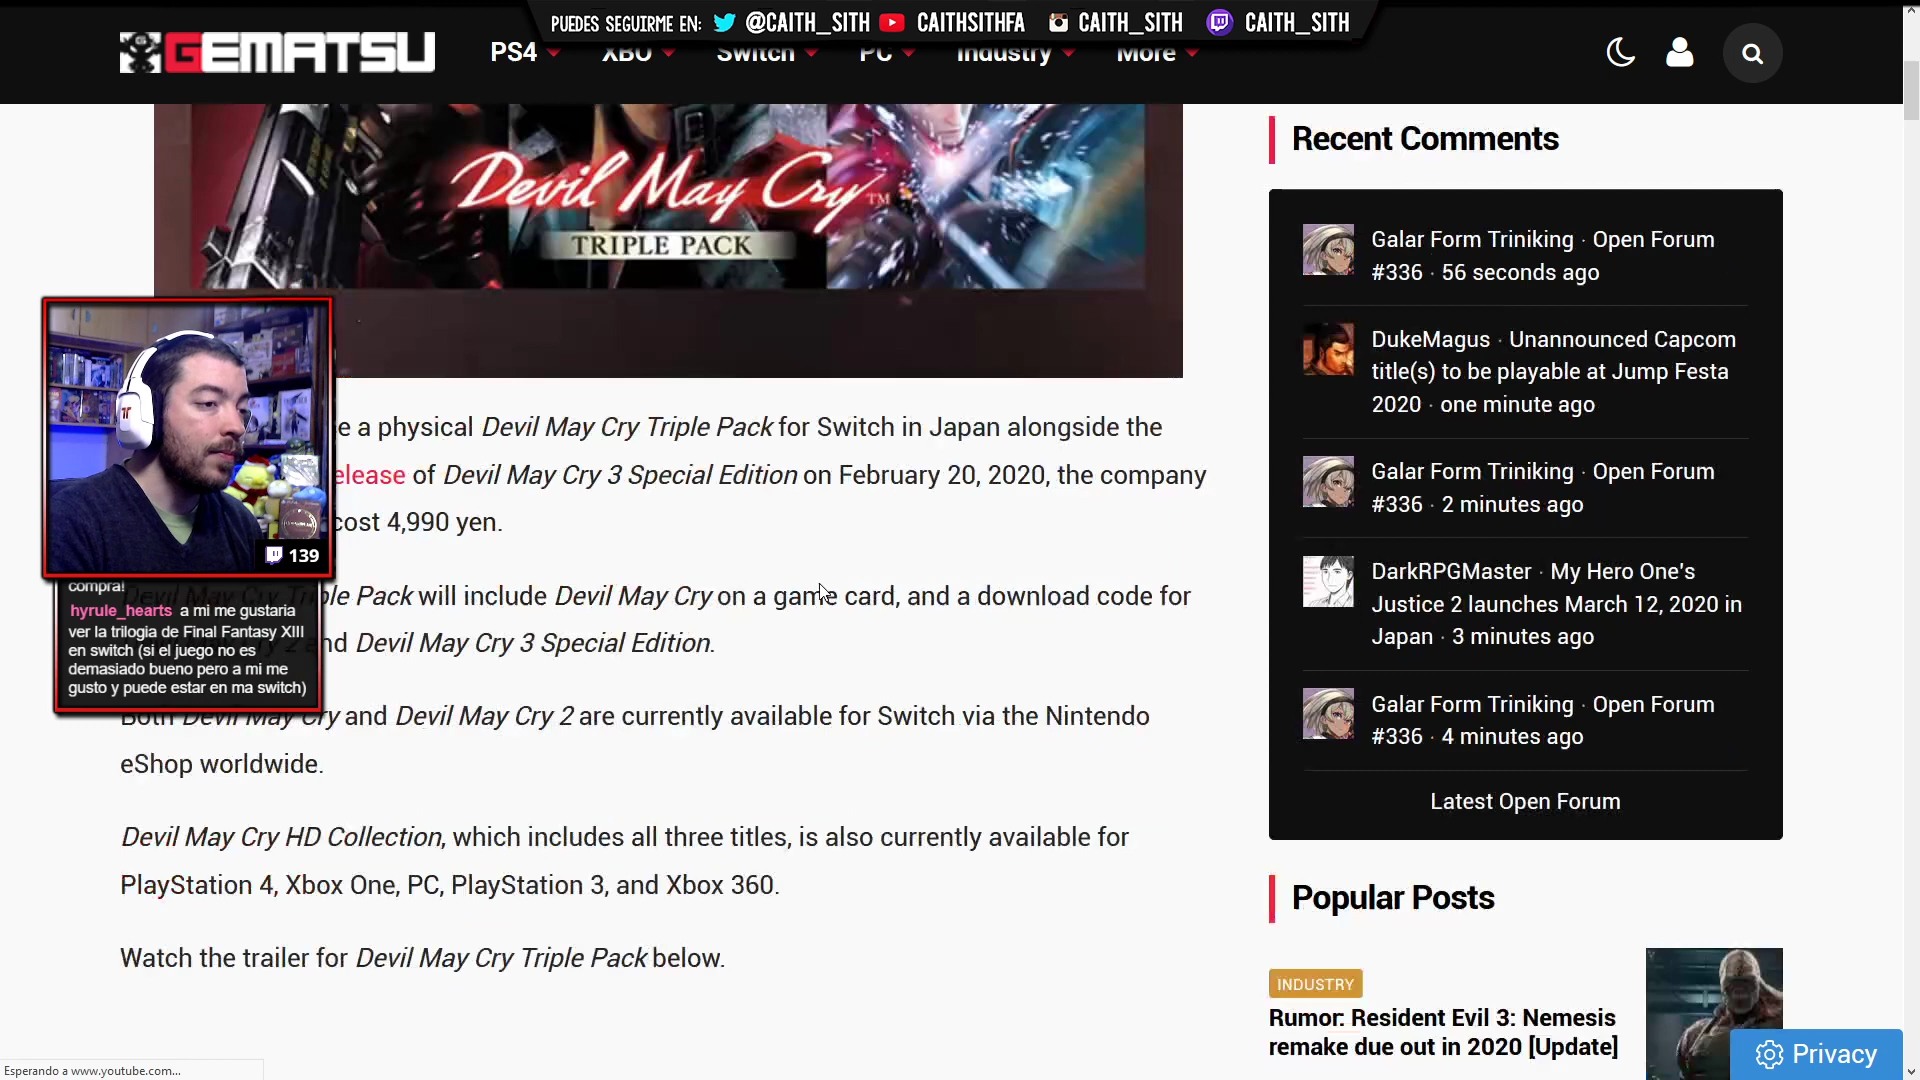 PUEDES SEGUIRME EN: @CAITH_SITH CAITHSITHFA CAITH_SITH CAITH_SITH
GEMATSU PS4 XBO Switch PC Industry More
Devil May Cry™
TRIPLE PACK
e a physical Devil May Cry Triple Pack for Switch in Japan alongside the
elease of Devil May Cry 3 Special Edition on February 20, 2020, the company
cost 4,990 yen.
ple Pack will include Devil May Cry on a game card, and a download code for
nd Devil May Cry 3 Special Edition.
Both Devil May Cry and Devil May Cry 2 are currently available for Switch via the Nintendo
eShop worldwide.
Devil May Cry HD Collection, which includes all three titles, is also currently available for
PlayStation 4, Xbox One, PC, PlayStation 3, and Xbox 360.
Watch the trailer for Devil May Cry Triple Pack below.
139
compra!
hyrule_hearts a mi me gustaria
ver la trilogia de Final Fantasy XIII
en switch (si el juego no es
demasiado bueno pero a mi me
gusto y puede estar en ma switch)
Recent Comments
Galar Form Triniking · Open Forum
#336 · 56 seconds ago
DukeMagus · Unannounced Capcom
title(s) to be playable at Jump Festa
2020 · one minute ago
Galar Form Triniking · Open Forum
#336 · 2 minutes ago
DarkRPGMaster · My Hero One's
Justice 2 launches March 12, 2020 in
Japan · 3 minutes ago
Galar Form Triniking · Open Forum
#336 · 4 minutes ago
Latest Open Forum
Popular Posts
INDUSTRY
Rumor: Resident Evil 3: Nemesis
remake due out in 2020 [Update]
Privacy
Esperando a www.youtube.com...